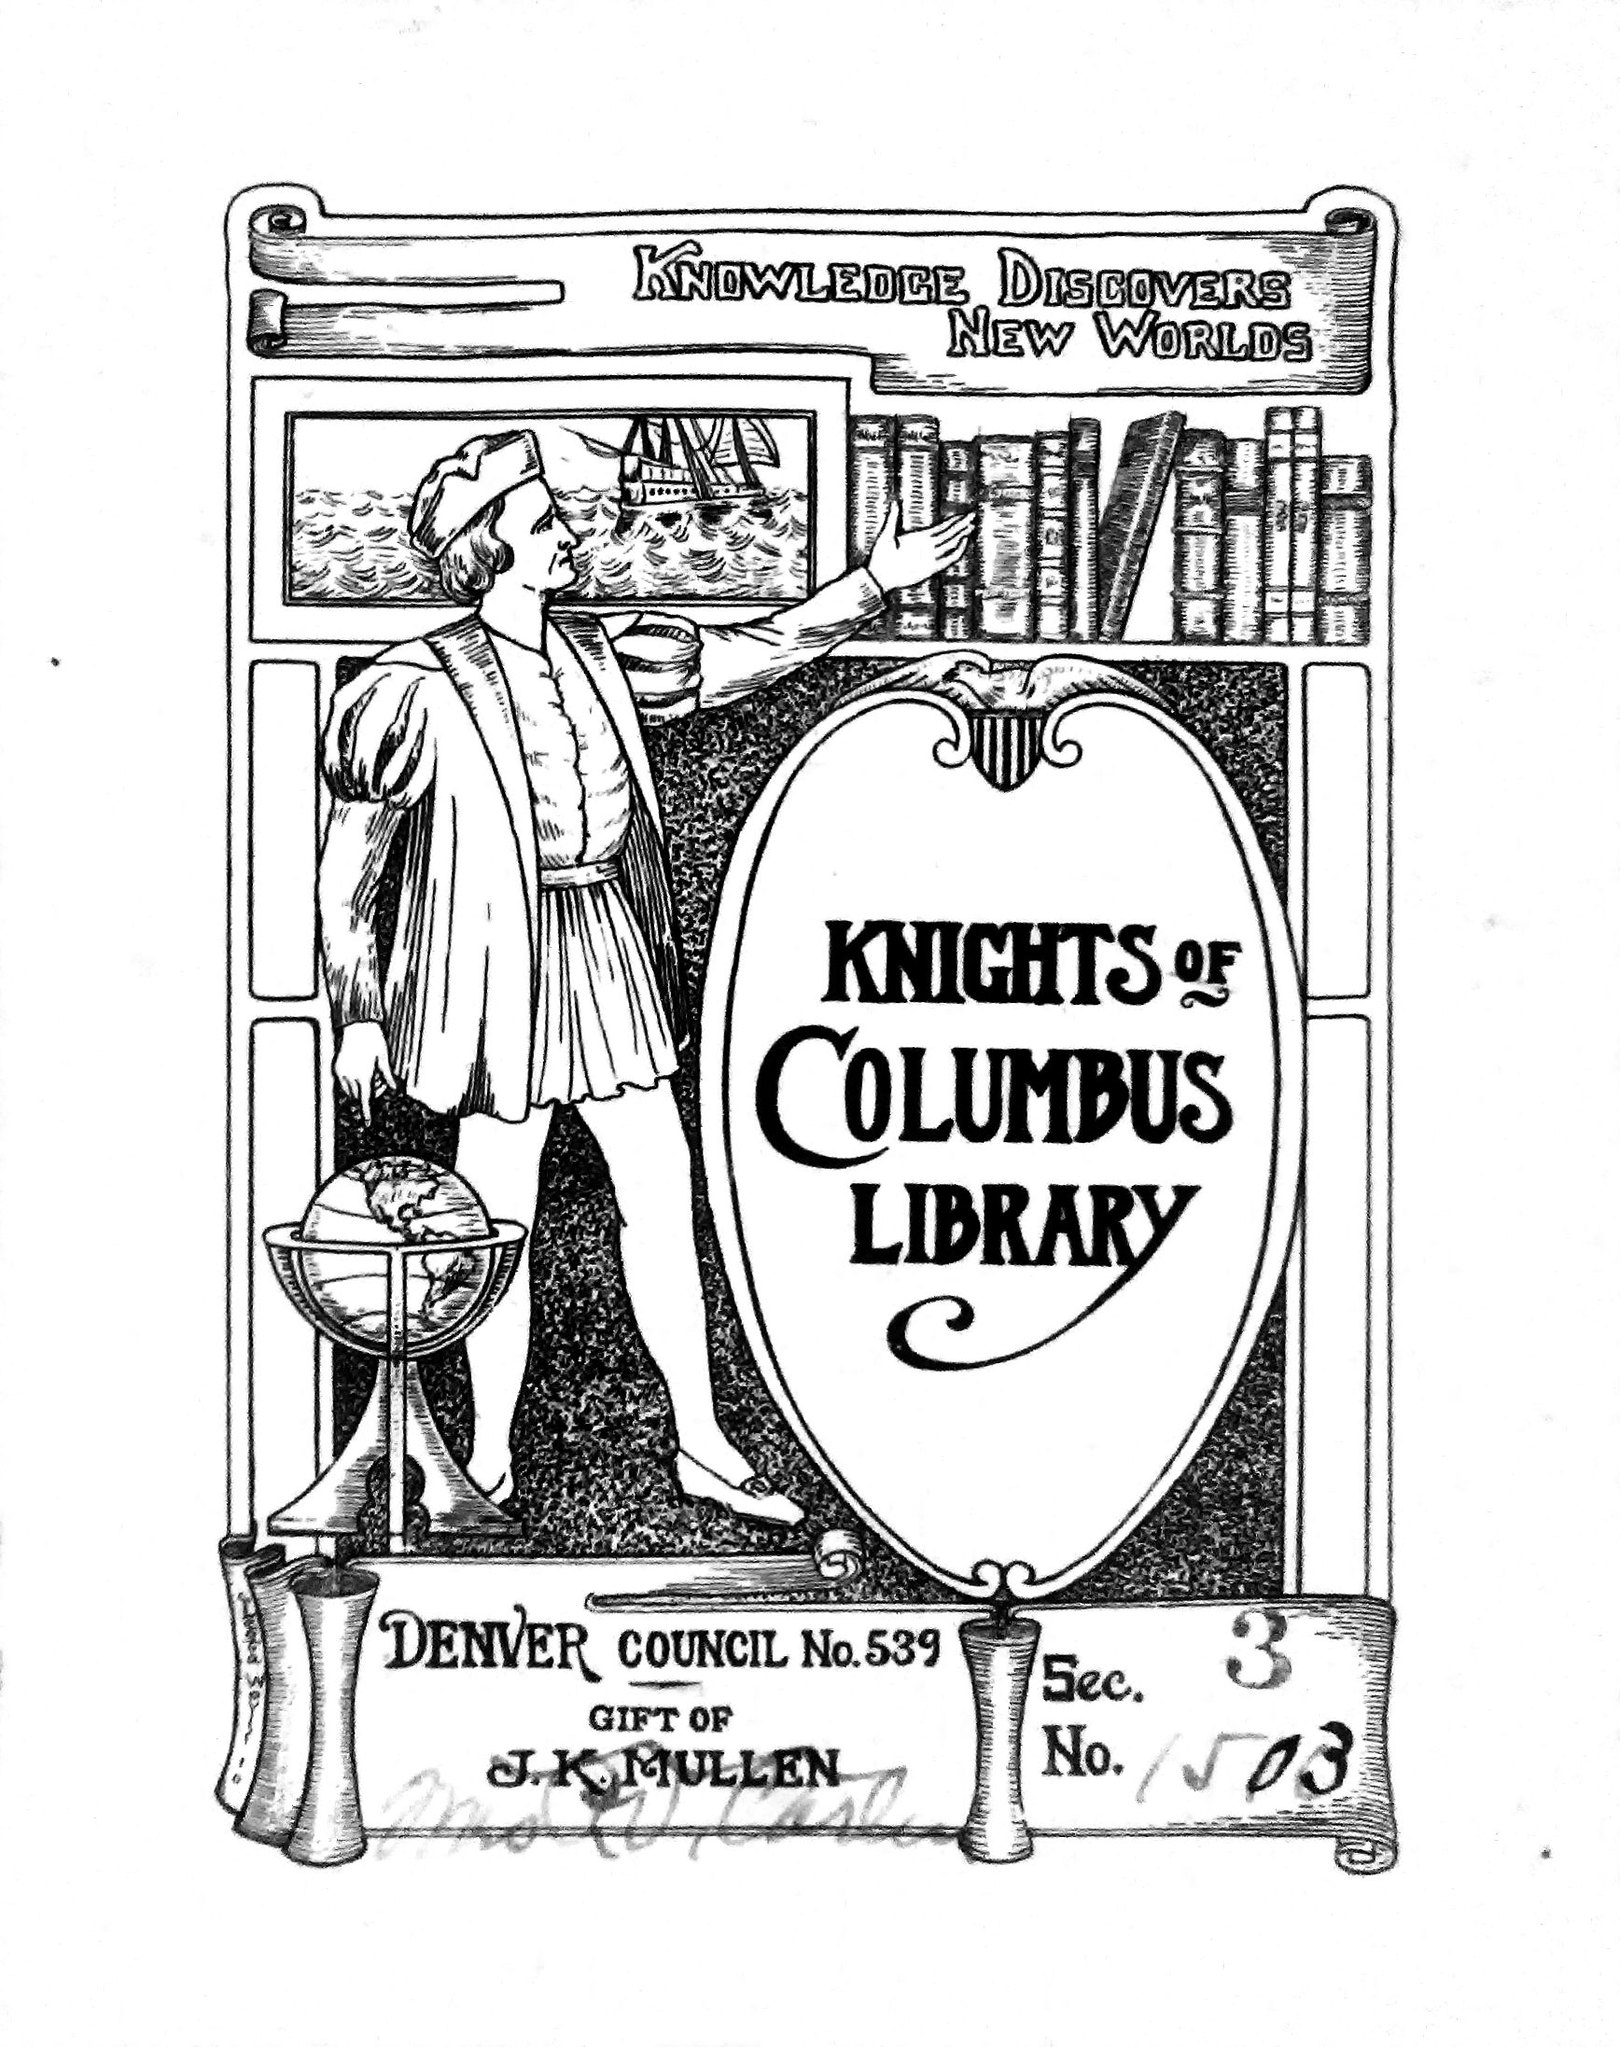 KNOWLEDGE DISCOVERS
NEW WORLDS
KNIGHTS OF
COLUMBUS
LIBRARY
DENVER COUNCIL No. 539
GIFT OF
J. K. MULLEN
Sec. 3
No. 1503